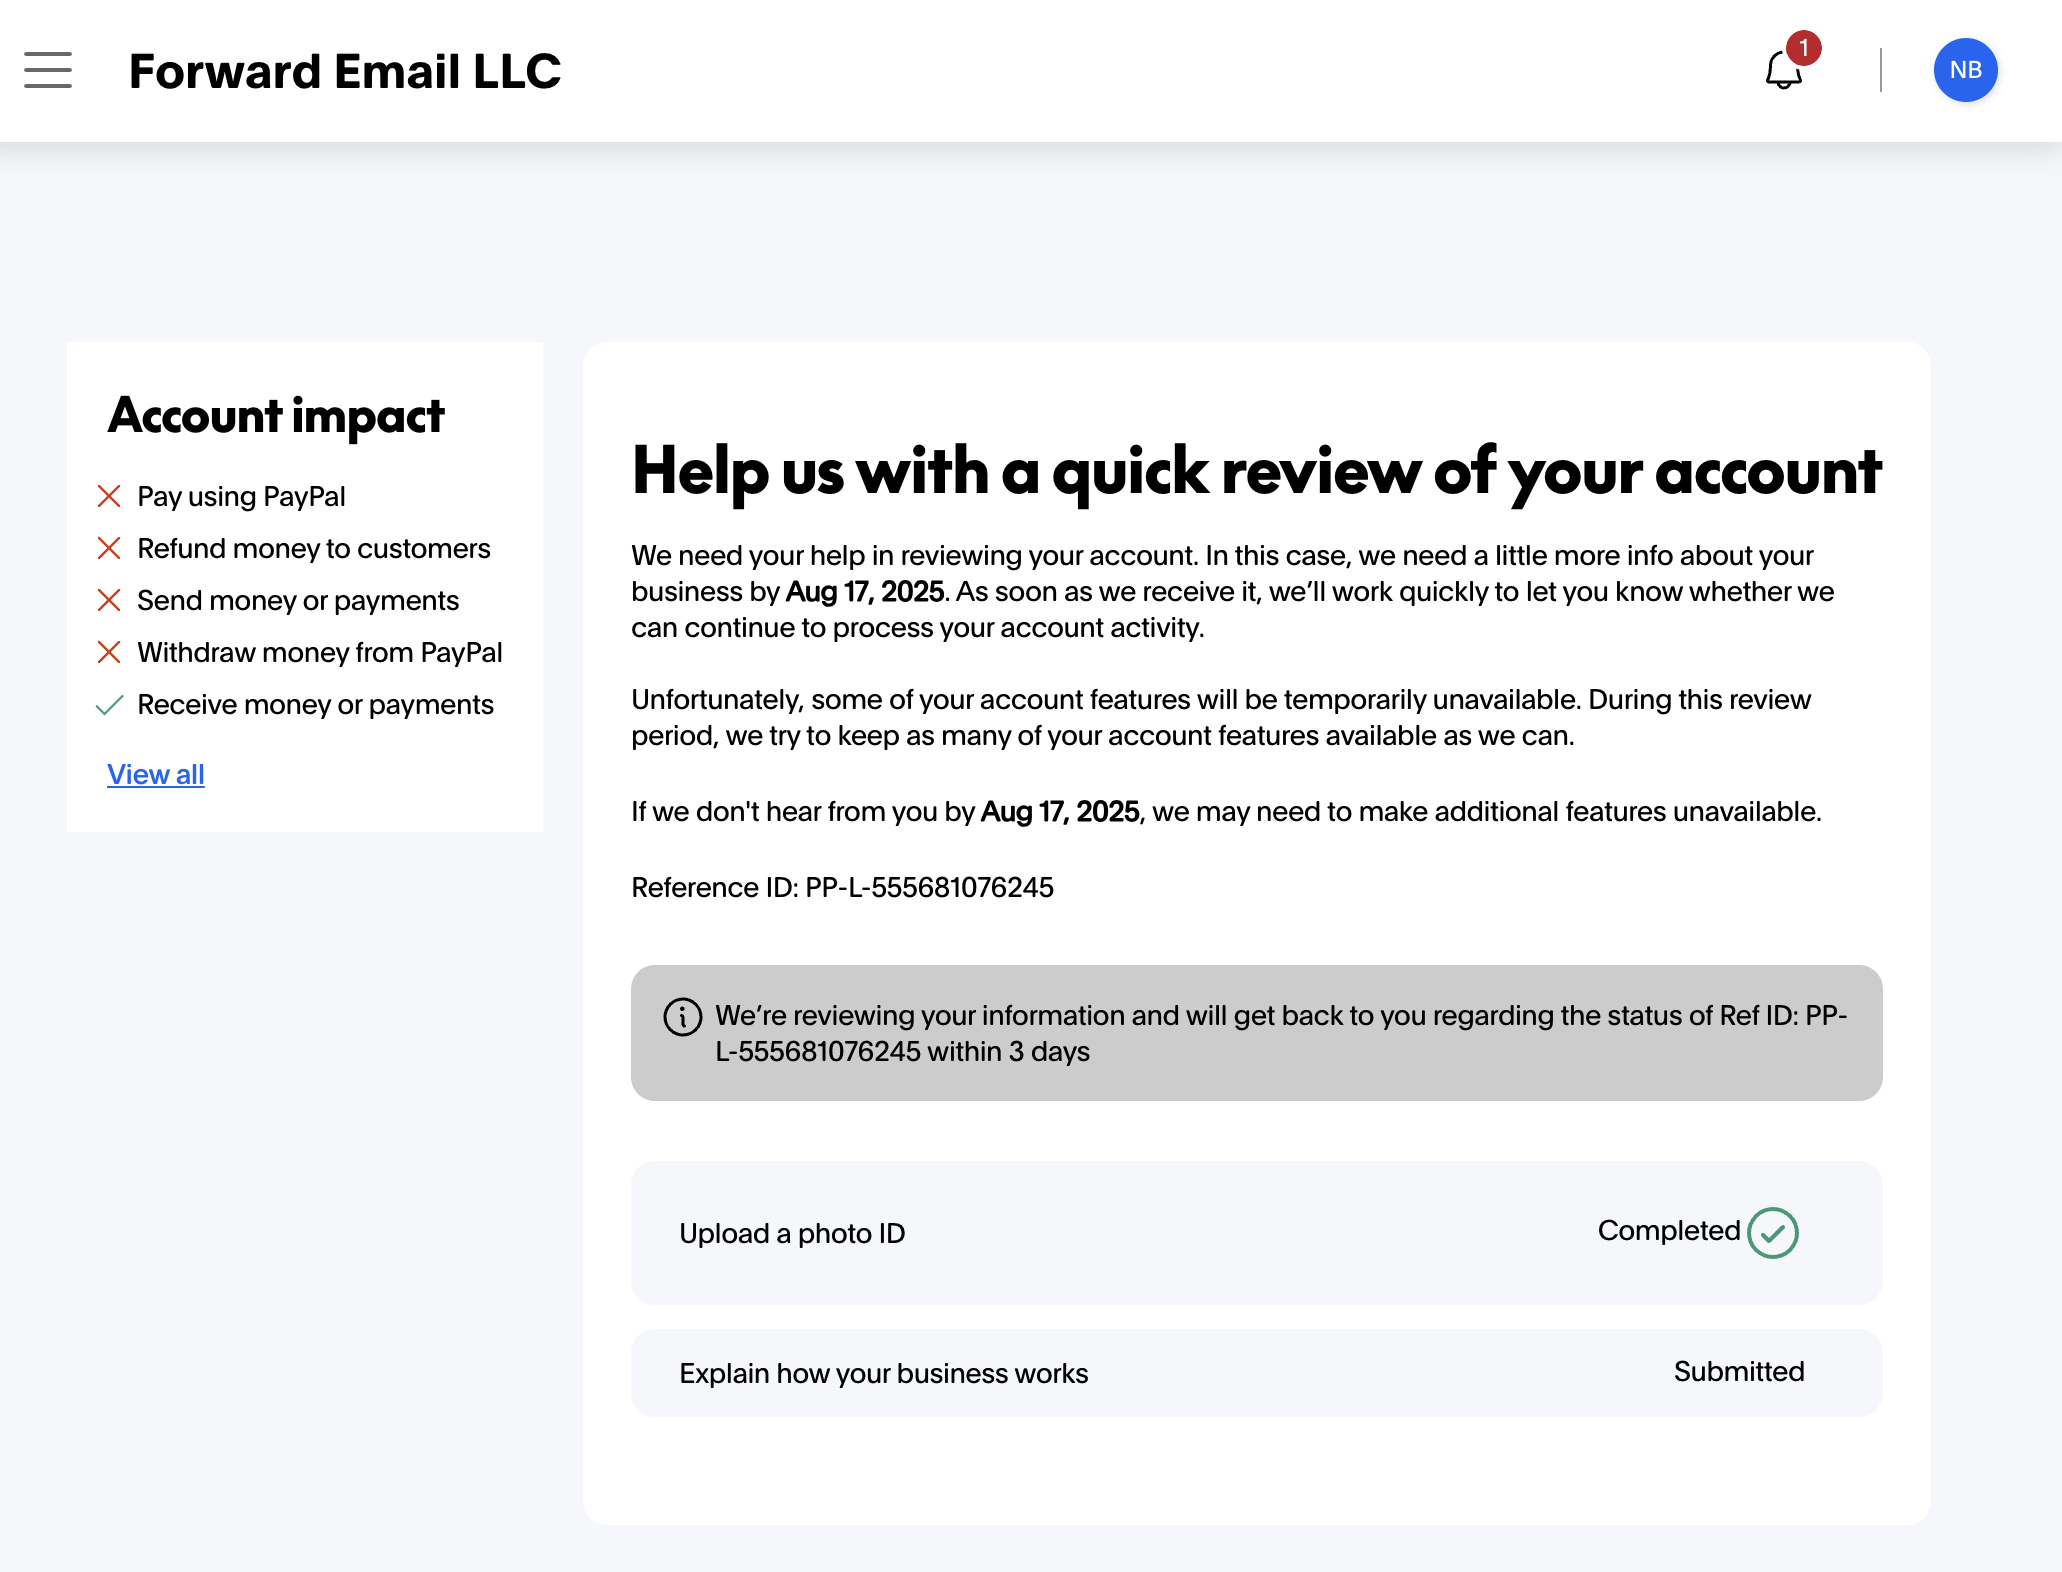 Forward Email LLC
1
NB
Account impact
Pay using PayPal
Refund money to customers
Send money or payments
Withdraw money from PayPal
Receive money or payments
View all
Help us with a quick review of your account
We need your help in reviewing your account. In this case, we need a little more info about your
business by Aug 17, 2025. As soon as we receive it, we’ll work quickly to let you know whether we
can continue to process your account activity.
Unfortunately, some of your account features will be temporarily unavailable. During this review
period, we try to keep as many of your account features available as we can.
If we don't hear from you by Aug 17, 2025, we may need to make additional features unavailable.
Reference ID: PP-L-555681076245
We’re reviewing your information and will get back to you regarding the status of Ref ID: PP-
L-555681076245 within 3 days
Upload a photo ID
Completed
Explain how your business works
Submitted